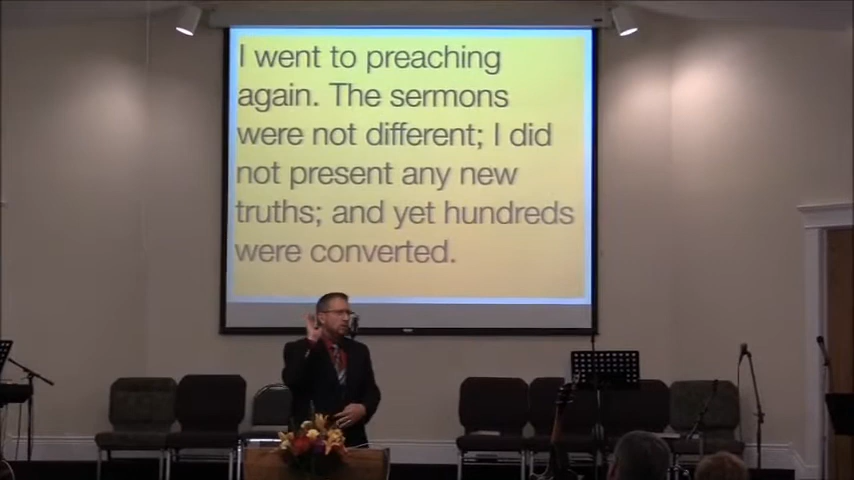 I went to preaching
again. The sermons
were not different; I did
not present any new
truths; and yet hundreds
were converted.